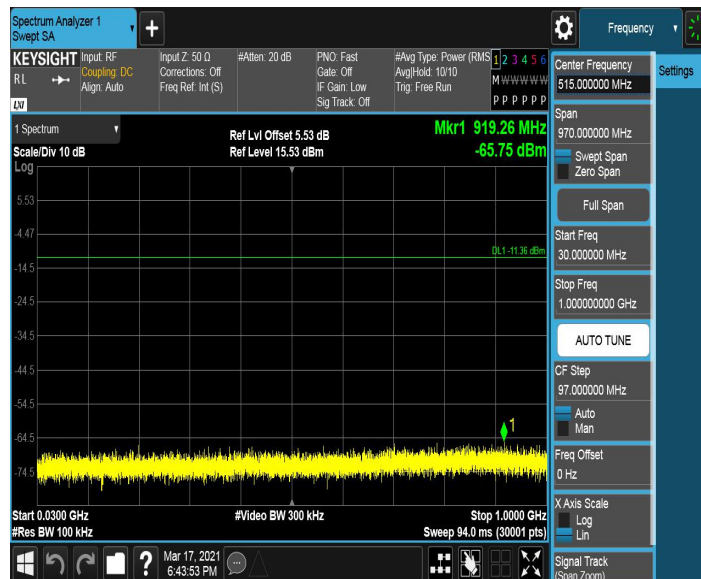 Spectrum Analyzer 1
Swept SA
+
Frequency
KEYSIGHT
RL
LXI
Input: RF
Coupling: DC
Align: Auto
Input Z: 50 Ω
Corrections: Off
Freq Ref: Int (S)
#Atten: 20 dB
PNO: Fast
Gate: Off
IF Gain: Low
Sig Track: Off
#Avg Type: Power (RMS
Avg|Hold: 10/10
Trig: Free Run
1 2 3 4 5 6
M W W W W W
P P P P P P
1 Spectrum
Scale/Div 10 dB
Log
Ref Lvl Offset 5.53 dB
Ref Level 15.53 dBm
Mkr1 919.26 MHz
-65.75 dBm
5.53
-4.47
DL1 -11.36 dBm
-14.5
-24.5
-34.5
-44.5
-54.5
-64.5
1
-74.5
Start 0.0300 GHz
#Res BW 100 kHz
#Video BW 300 kHz
Stop 1.0000 GHz
Sweep 94.0 ms (30001 pts)
?
Mar 17, 2021
6:43:53 PM
Center Frequency
515.000000 MHz
Settings
Span
970.000000 MHz
Swept Span
Zero Span
Full Span
Start Freq
30.000000 MHz
Stop Freq
1.000000000 GHz
AUTO TUNE
CF Step
97.000000 MHz
Auto
Man
Freq Offset
0 Hz
X Axis Scale
Log
Lin
Signal Track
(Span Zoom)